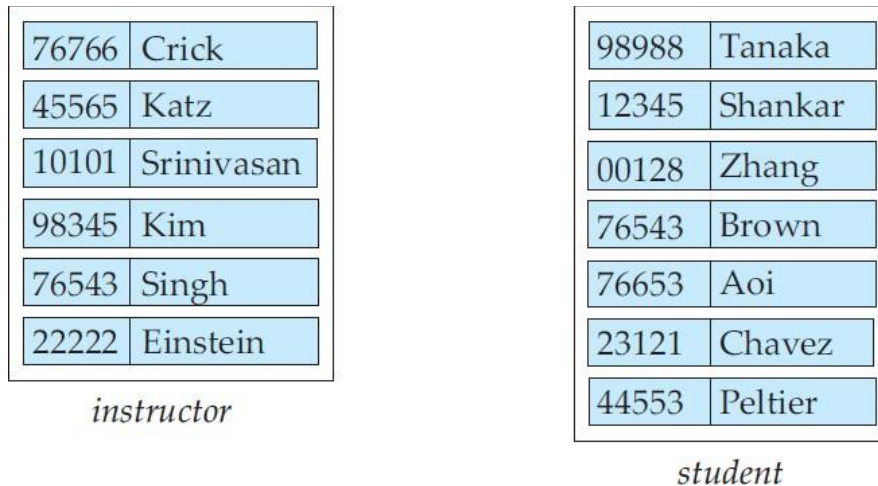 76766 Crick
45565 Katz
10101 Srinivasan
98345 Kim
76543 Singh
22222 Einstein
instructor
98988 Tanaka
12345 Shankar
00128 Zhang
76543 Brown
76653 Aoi
23121 Chavez
44553 Peltier
student